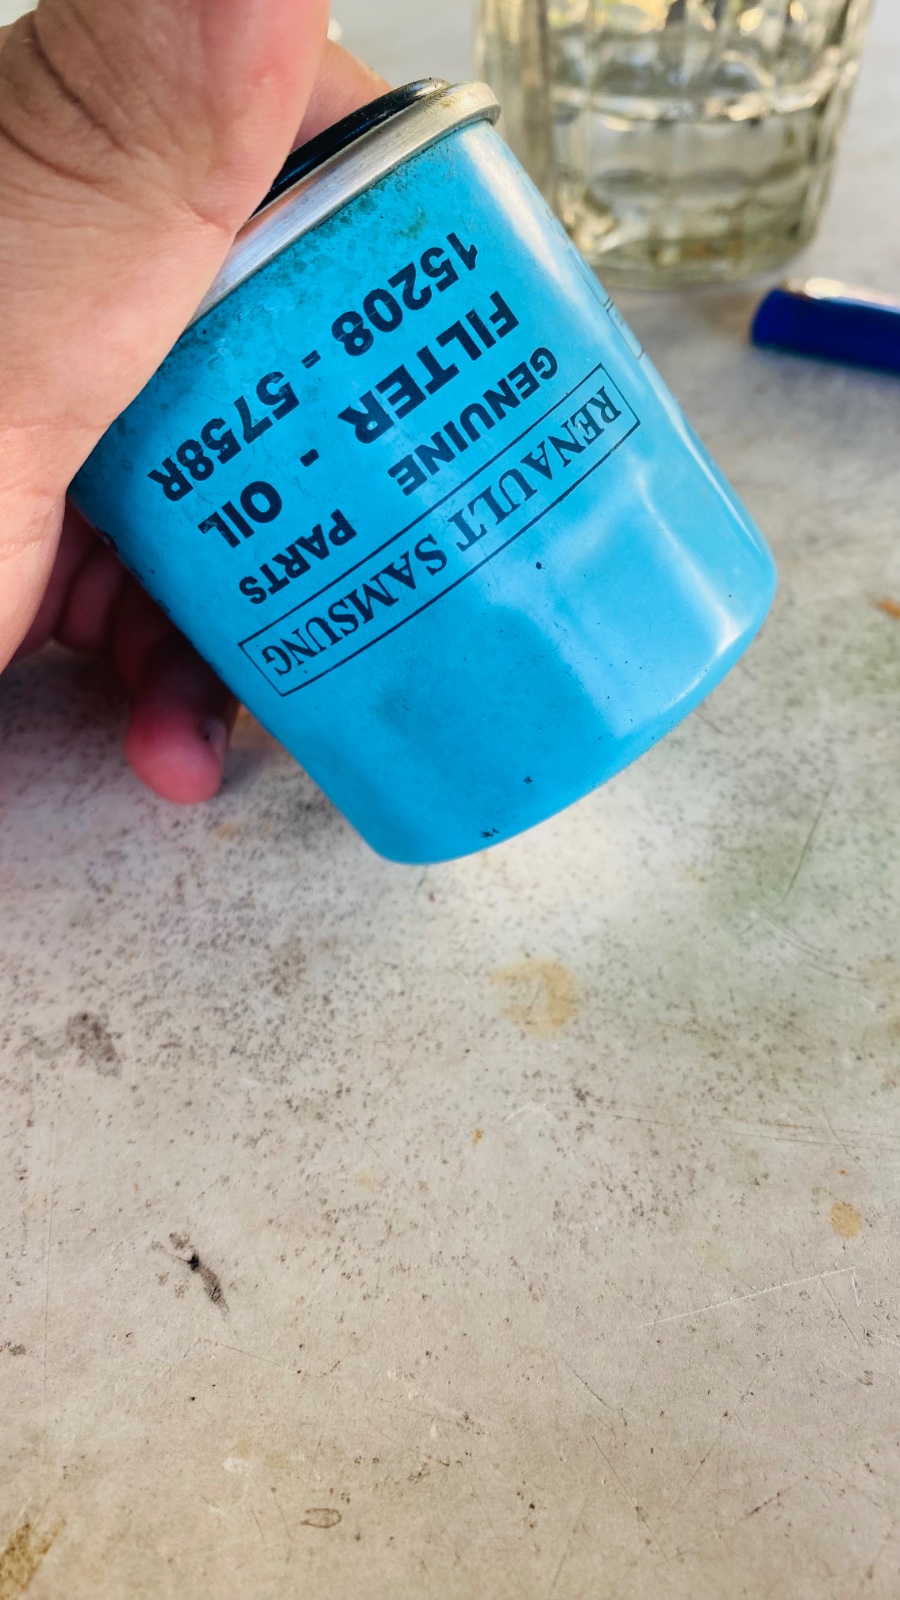 RENAULT SAMSUNG
GENUINE PARTS
FILTER - OIL
15208 - 5758R